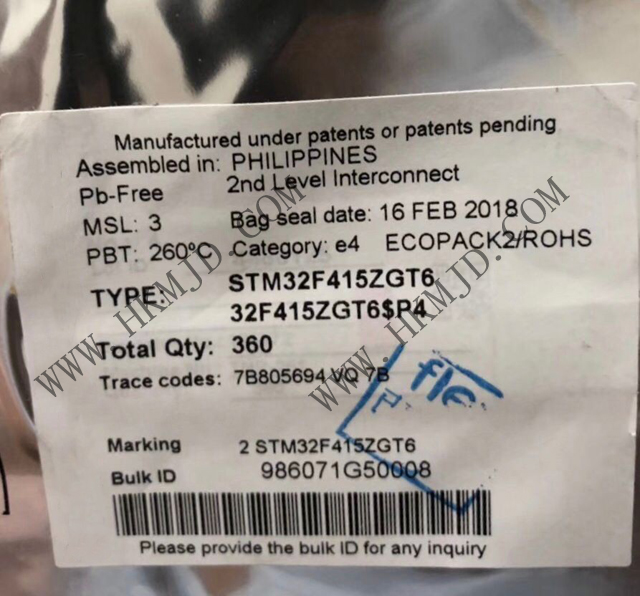 Manufactured under patents or patents pending
Assembled in: PHILIPPINES
Pb-Free 2nd Level Interconnect
MSL: 3 Bag seal date: 16 FEB 2018
PBT: 260ºC Category: e4 ECOPACK2/ROHS
TYPE: STM32F415ZGT6
32F415ZGT6$P4
Total Qty: 360
Trace codes: 7B805694 VQ 7B
Marking 2 STM32F415ZGT6
Bulk ID 986071G50008
Please provide the bulk ID for any inquiry
WWW.HKMJD.COM
WWW.HKMJD.COM